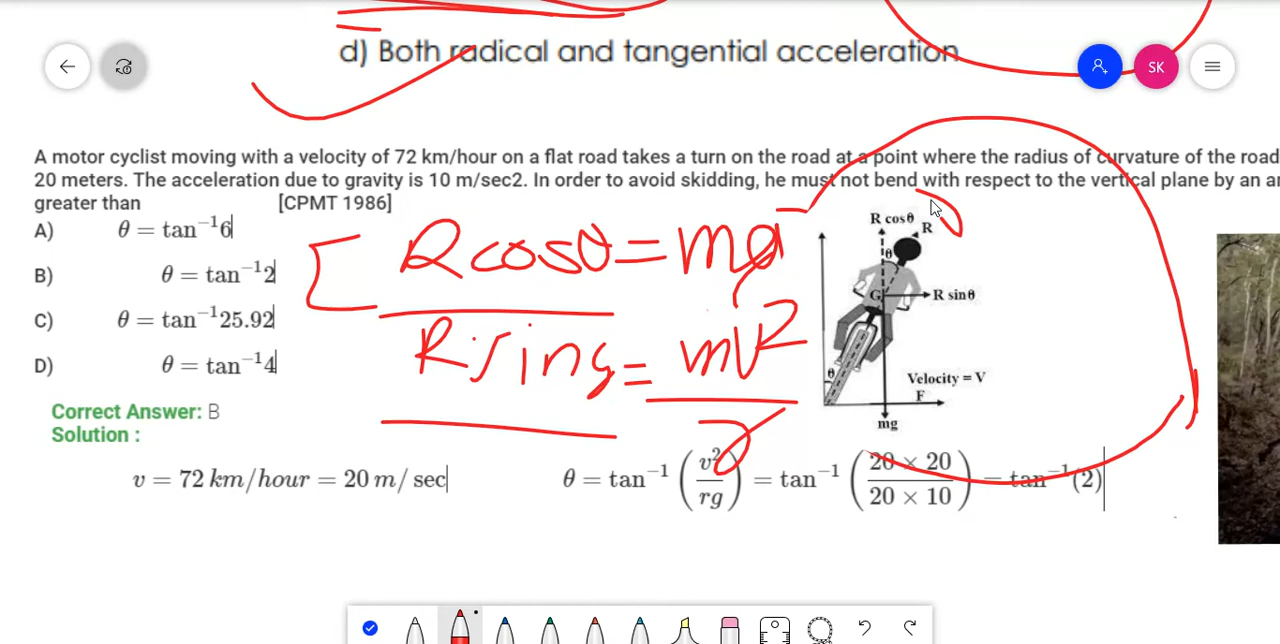 d) Both radical and tangential acceleration
SK
A motor cyclist moving with a velocity of 72 km/hour on a flat road takes a turn on the road at a point where the radius of curvature of the road
20 meters. The acceleration due to gravity is 10 m/sec2. In order to avoid skidding, he must not bend with respect to the vertical plane by an
greater than [CPMT 1986]
A) θ = tan⁻¹6
B) θ = tan⁻¹2
C) θ = tan⁻¹25.92
D) θ = tan⁻¹4
R cosθ = mg
R cosθ
R
θ
G
R sinθ
θ
Velocity = V
F
mg
Correct Answer: B
Solution :
v = 72 km/hour = 20 m/sec θ = tan⁻¹(v²/rg) = tan⁻¹(20 × 20/20 × 10) = tan⁻¹(2)